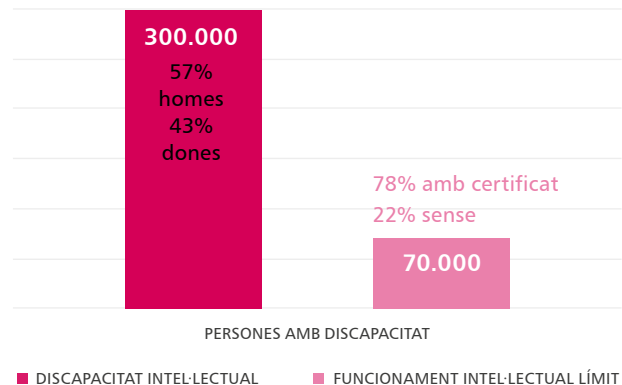 300.000
57%
homes
43%
dones
78% amb certificat
22% sense
70.000
PERSONES AMB DISCAPACITAT
DISCAPACITAT INTEL·LECTUAL
FUNCIONAMENT INTEL·LECTUAL LÍMIT